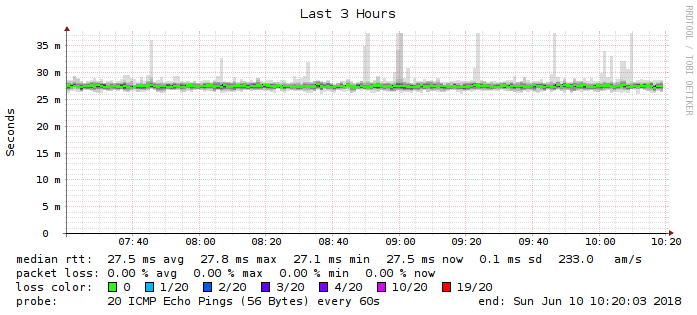 Last 3 Hours
RRDTOOL / TOBI OETIKER
Seconds
35 m
30 m
25 m
20 m
15 m
10 m
5 m
0
07:40 08:00 08:20 08:40 09:00 09:20 09:40 10:00 10:20
median rtt: 27.5 ms avg 27.8 ms max 27.1 ms min 27.5 ms now 0.1 ms sd 233.0 am/s
packet loss: 0.00 % avg 0.00 % max 0.00 % min 0.00 % now
loss color: 0 1/20 2/20 3/20 4/20 10/20 19/20
probe: 20 ICMP Echo Pings (56 Bytes) every 60s end: Sun Jun 10 10:20:03 2018